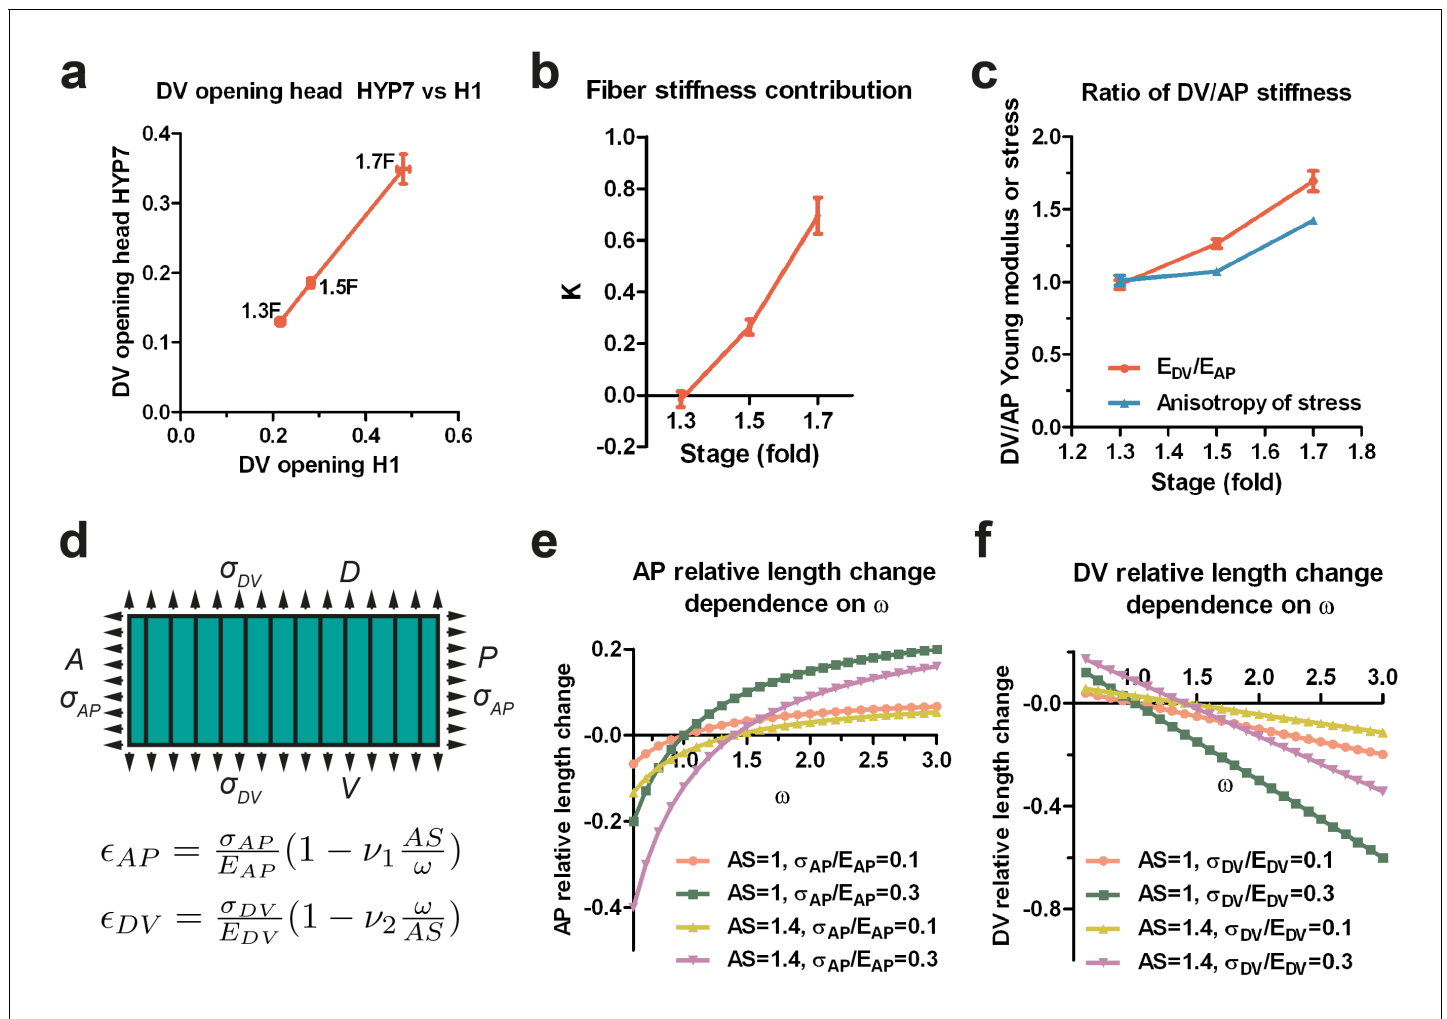 a
DV opening head HYP7 vs H1
DV opening head HYP7
0.4
0.3
0.2
0.1
0.0
1.7F
1.5F
1.3F
0.0
0.2
0.4
0.6
DV opening H1
b
Fiber stiffness contribution
K
1.0
0.8
0.6
0.4
0.2
0.0
-0.2
1.3
1.5
1.7
Stage (fold)
c
Ratio of DV/AP stiffness
DV/AP Young modulus or stress
2.0
1.5
1.0
0.5
0.0
E_DV/E_AP
Anisotropy of stress
1.2 1.3 1.4 1.5 1.6 1.7 1.8
Stage (fold)
d
σ_DV D
A P
σ_AP σ_AP
σ_DV V
ϵ_AP = σ_AP/E_AP (1 − ν₁ AS/ω)
ϵ_DV = σ_DV/E_DV (1 − ν₂ ω/AS)
e
AP relative length change
dependence on ω
AP relative length change
0.2
-0.0
-0.2
-0.4
1.0 1.5 2.0 2.5 3.0
ω
AS=1, σ_AP/E_AP=0.1
AS=1, σ_AP/E_AP=0.3
AS=1.4, σ_AP/E_AP=0.1
AS=1.4, σ_AP/E_AP=0.3
f
DV relative length change
dependence on ω
DV relative length change
-0.0
-0.4
-0.8
1.0 1.5 2.0 2.5 3.0
ω
AS=1, σ_DV/E_DV=0.1
AS=1, σ_DV/E_DV=0.3
AS=1.4, σ_DV/E_DV=0.1
AS=1.4, σ_DV/E_DV=0.3